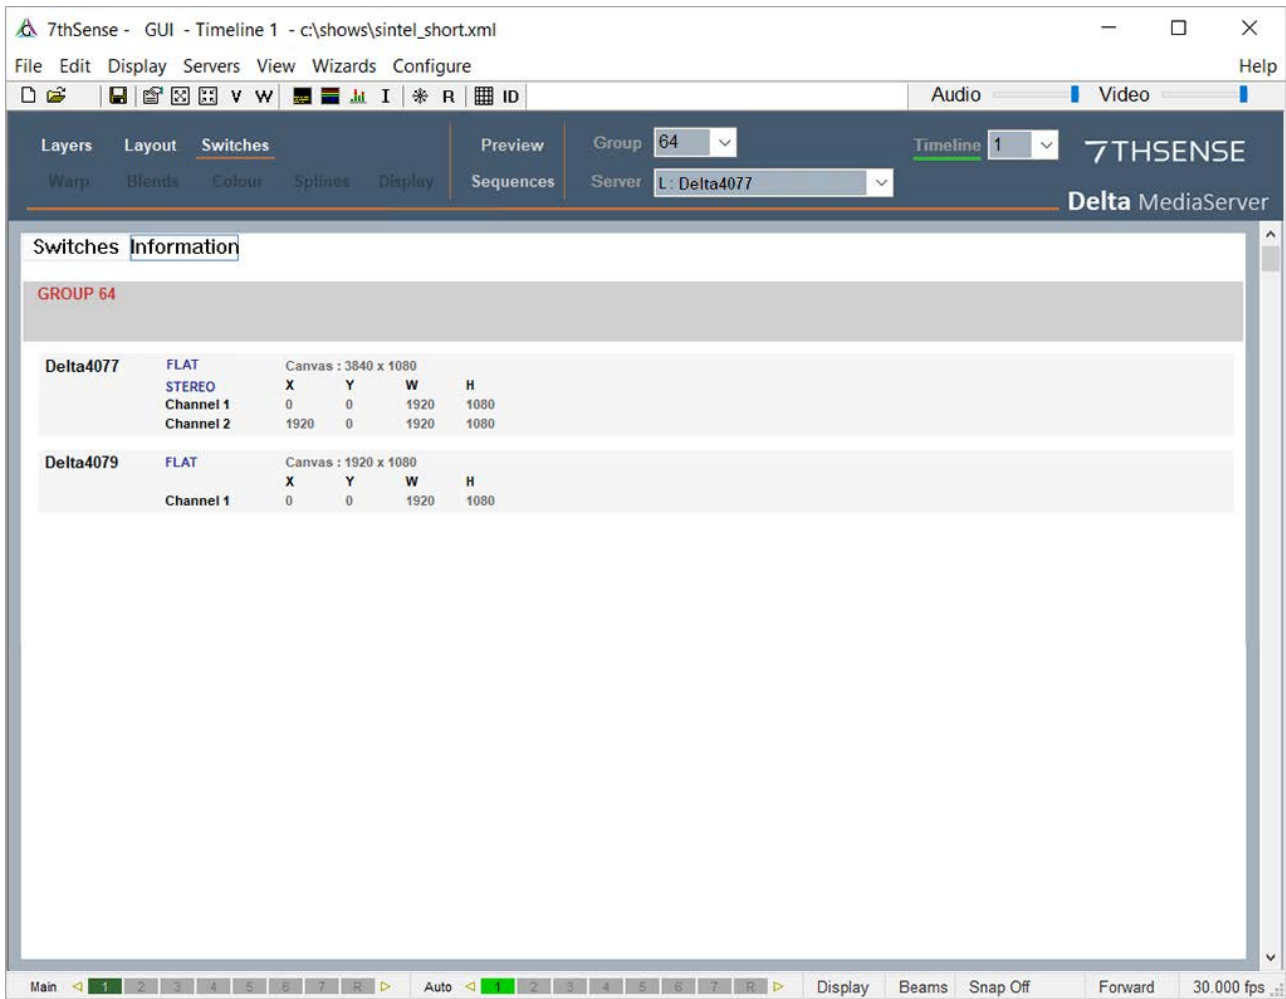 7thSense - GUI - Timeline 1 - c:\shows\sintel_short.xml
File Edit Display Servers View Wizards Configure Help
V W I R ID Audio Video
Layers Layout Switches Preview Group 64 Timeline 1 7THSENSE
Warp Blends Colour Splines Display Sequences Server L: Delta4077
Delta MediaServer
Switches Information
GROUP 64
Delta4077 FLAT Canvas : 3840 x 1080
STEREO X Y W H
Channel 1 0 0 1920 1080
Channel 2 1920 0 1920 1080
Delta4079 FLAT Canvas : 1920 x 1080
X Y W H
Channel 1 0 0 1920 1080
Main 1 2 3 4 5 6 7 R Auto 1 2 3 4 5 6 7 R Display Beams Snap Off Forward 30.000 fps